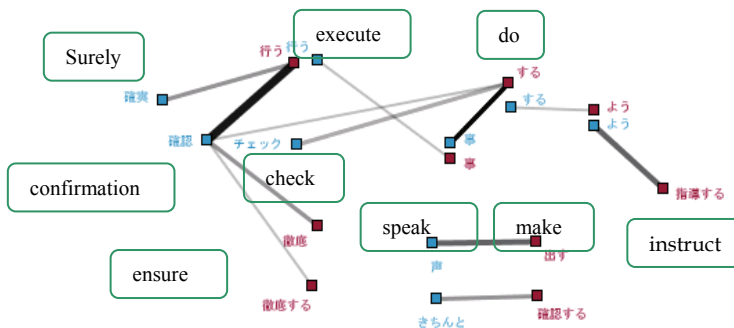 execute
do
Surely
行う
行う
する
確実
する
よう
よう
確認
チェック
事
事
check
confirmation
指導する
徹底
speak
make
instruct
声
出す
ensure
徹底する
確認する
きちんと